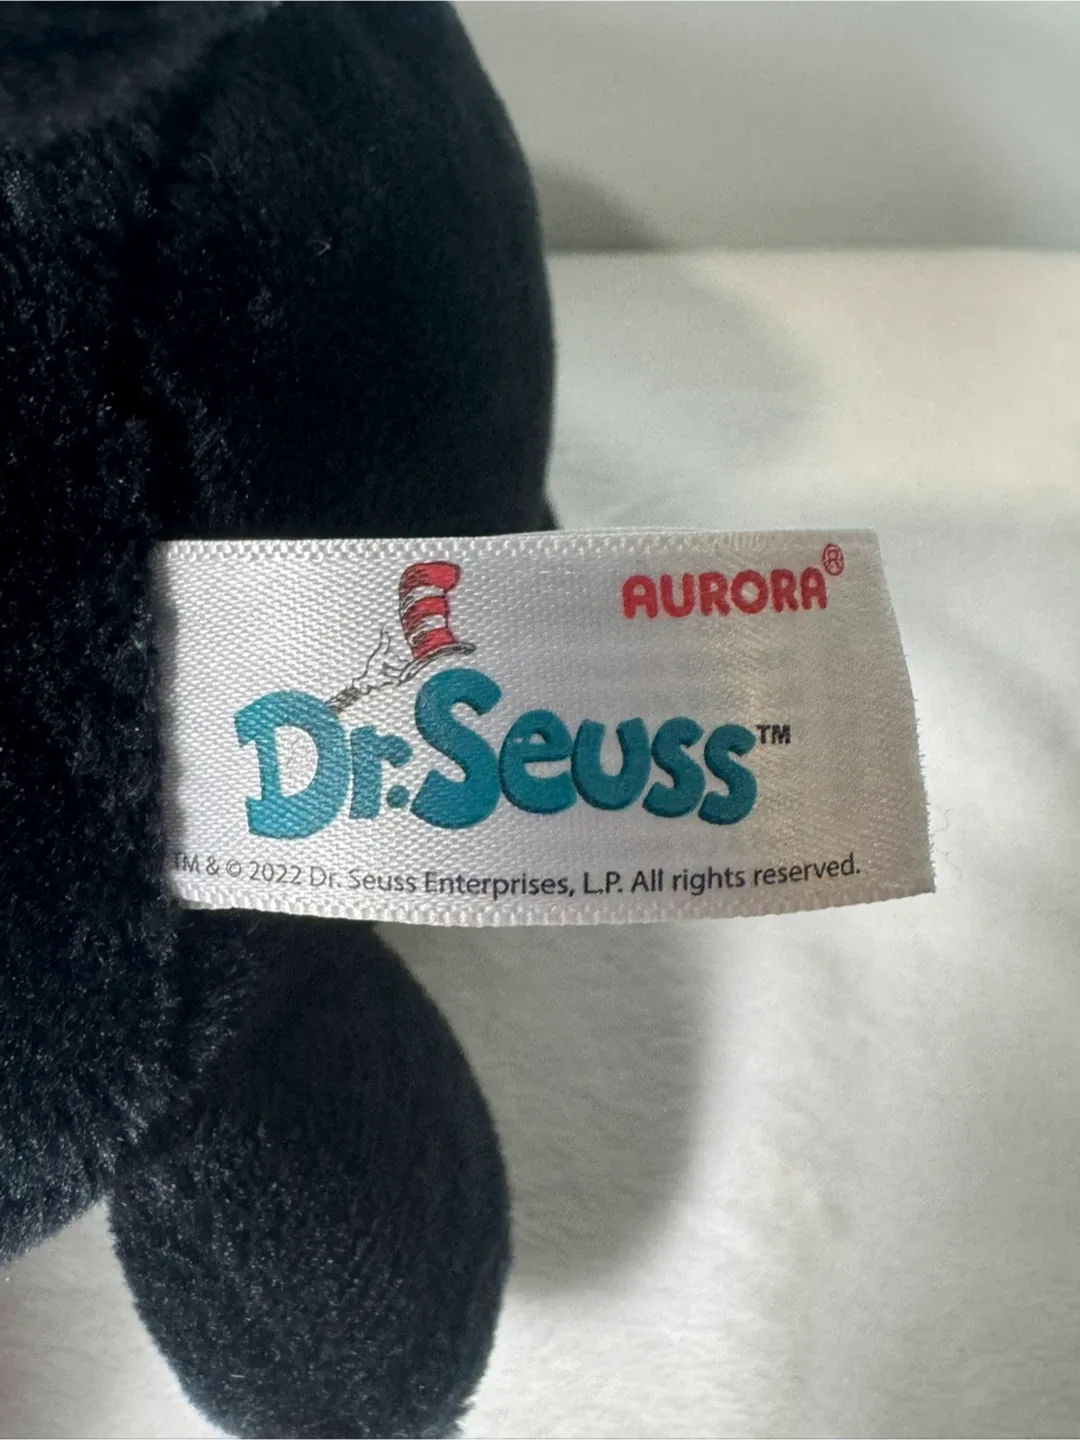 AURORA®
Dr. Seuss™
TM & © 2022 Dr. Seuss Enterprises, L.P. All rights reserved.